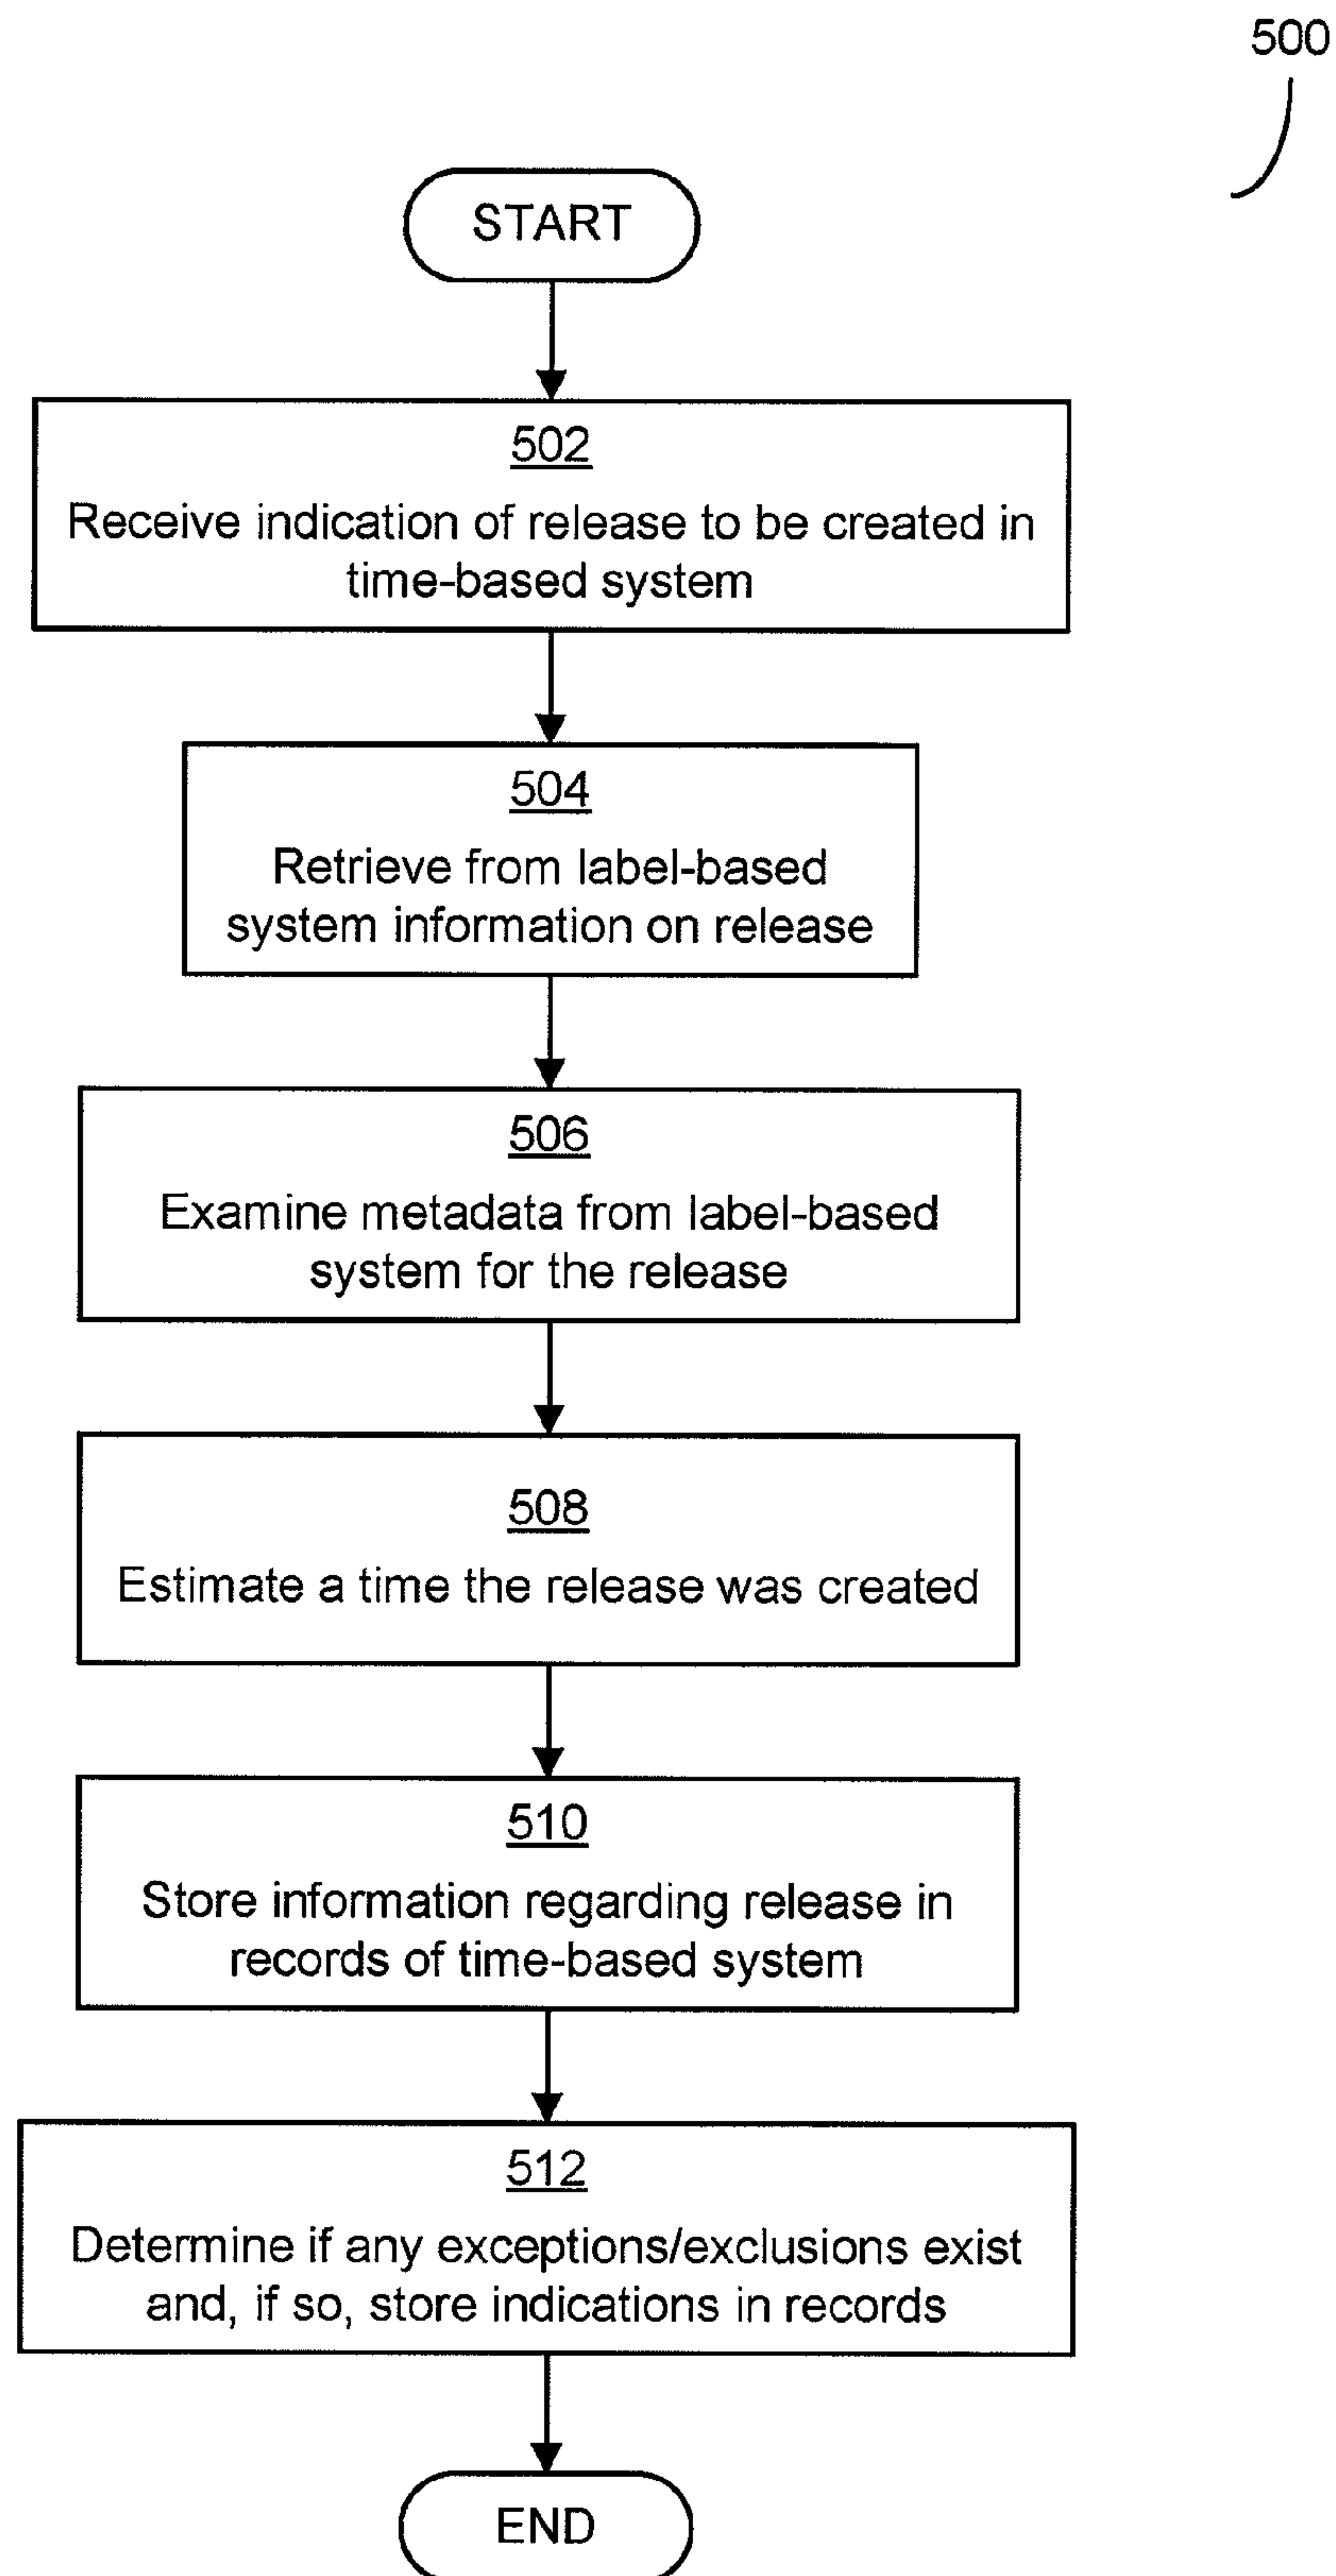 500
START
502
Receive indication of release to be created in
time-based system
504
Retrieve from label-based
system information on release
506
Examine metadata from label-based
system for the release
508
Estimate a time the release was created
510
Store information regarding release in
records of time-based system
512
Determine if any exceptions/exclusions exist
and, if so, store indications in records
END